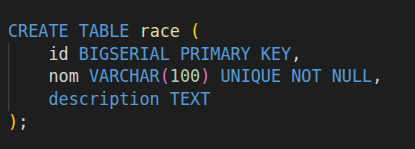 CREATE TABLE race (
    id BIGSERIAL PRIMARY KEY,
    nom VARCHAR(100) UNIQUE NOT NULL,
    description TEXT
);